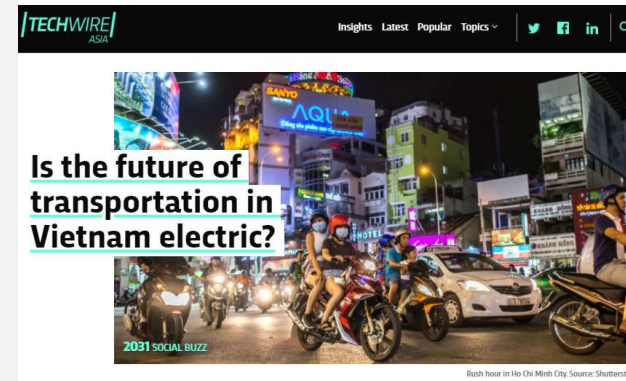 TECHWIRE
ASIA
Insights Latest Popular Topics
SANYO
AQUA
HOTEL
Is the future of
transportation in
Vietnam electric?
2031 SOCIAL BUZZ
Rush hour in Ho Chi Minh City. Source: Shutterst